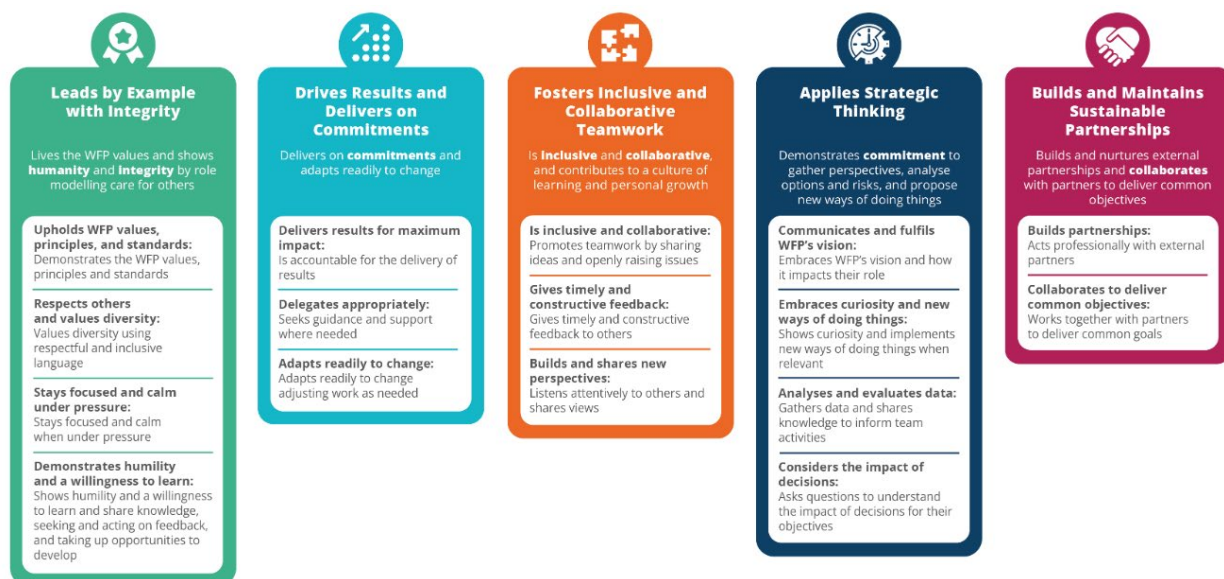 Leads by Example
with Integrity
Lives the WFP values and shows
humanity and integrity by role
modelling care for others
Upholds WFP values,
principles, and standards:
Demonstrates the WFP values,
principles and standards
Respects others
and values diversity:
Values diversity using
respectful and inclusive
language
Stays focused and calm
under pressure:
Stays focused and calm
when under pressure
Demonstrates humility
and a willingness to learn:
Shows humility and a willingness
to learn and share knowledge,
seeking and acting on feedback,
and taking up opportunities to
develop
Drives Results and
Delivers on
Commitments
Delivers on commitments and
adapts readily to change
Delivers results for maximum
impact:
Is accountable for the delivery of
results
Delegates appropriately:
Seeks guidance and support
where needed
Adapts readily to change:
Adapts readily to change
adjusting work as needed
Fosters Inclusive and
Collaborative
Teamwork
Is inclusive and collaborative,
and contributes to a culture of
learning and personal growth
Is inclusive and collaborative:
Promotes teamwork by sharing
ideas and openly raising issues
Gives timely and
constructive feedback:
Gives timely and constructive
feedback to others
Builds and shares new
perspectives:
Listens attentively to others and
shares views
Applies Strategic
Thinking
Demonstrates commitment to
gather perspectives, analyse
options and risks, and propose
new ways of doing things
Communicates and fulfils
WFP's vision:
Embraces WFP's vision and how
it impacts their role
Embraces curiosity and new
ways of doing things:
Shows curiosity and implements
new ways of doing things when
relevant
Analyses and evaluates data:
Gathers data and shares
knowledge to inform team
activities
Considers the impact of
decisions:
Asks questions to understand
the impact of decisions for their
objectives
Builds and Maintains
Sustainable
Partnerships
Builds and nurtures external
partnerships and collaborates
with partners to deliver common
objectives
Builds partnerships:
Acts professionally with external
partners
Collaborates to deliver
common objectives:
Works together with partners
to deliver common goals